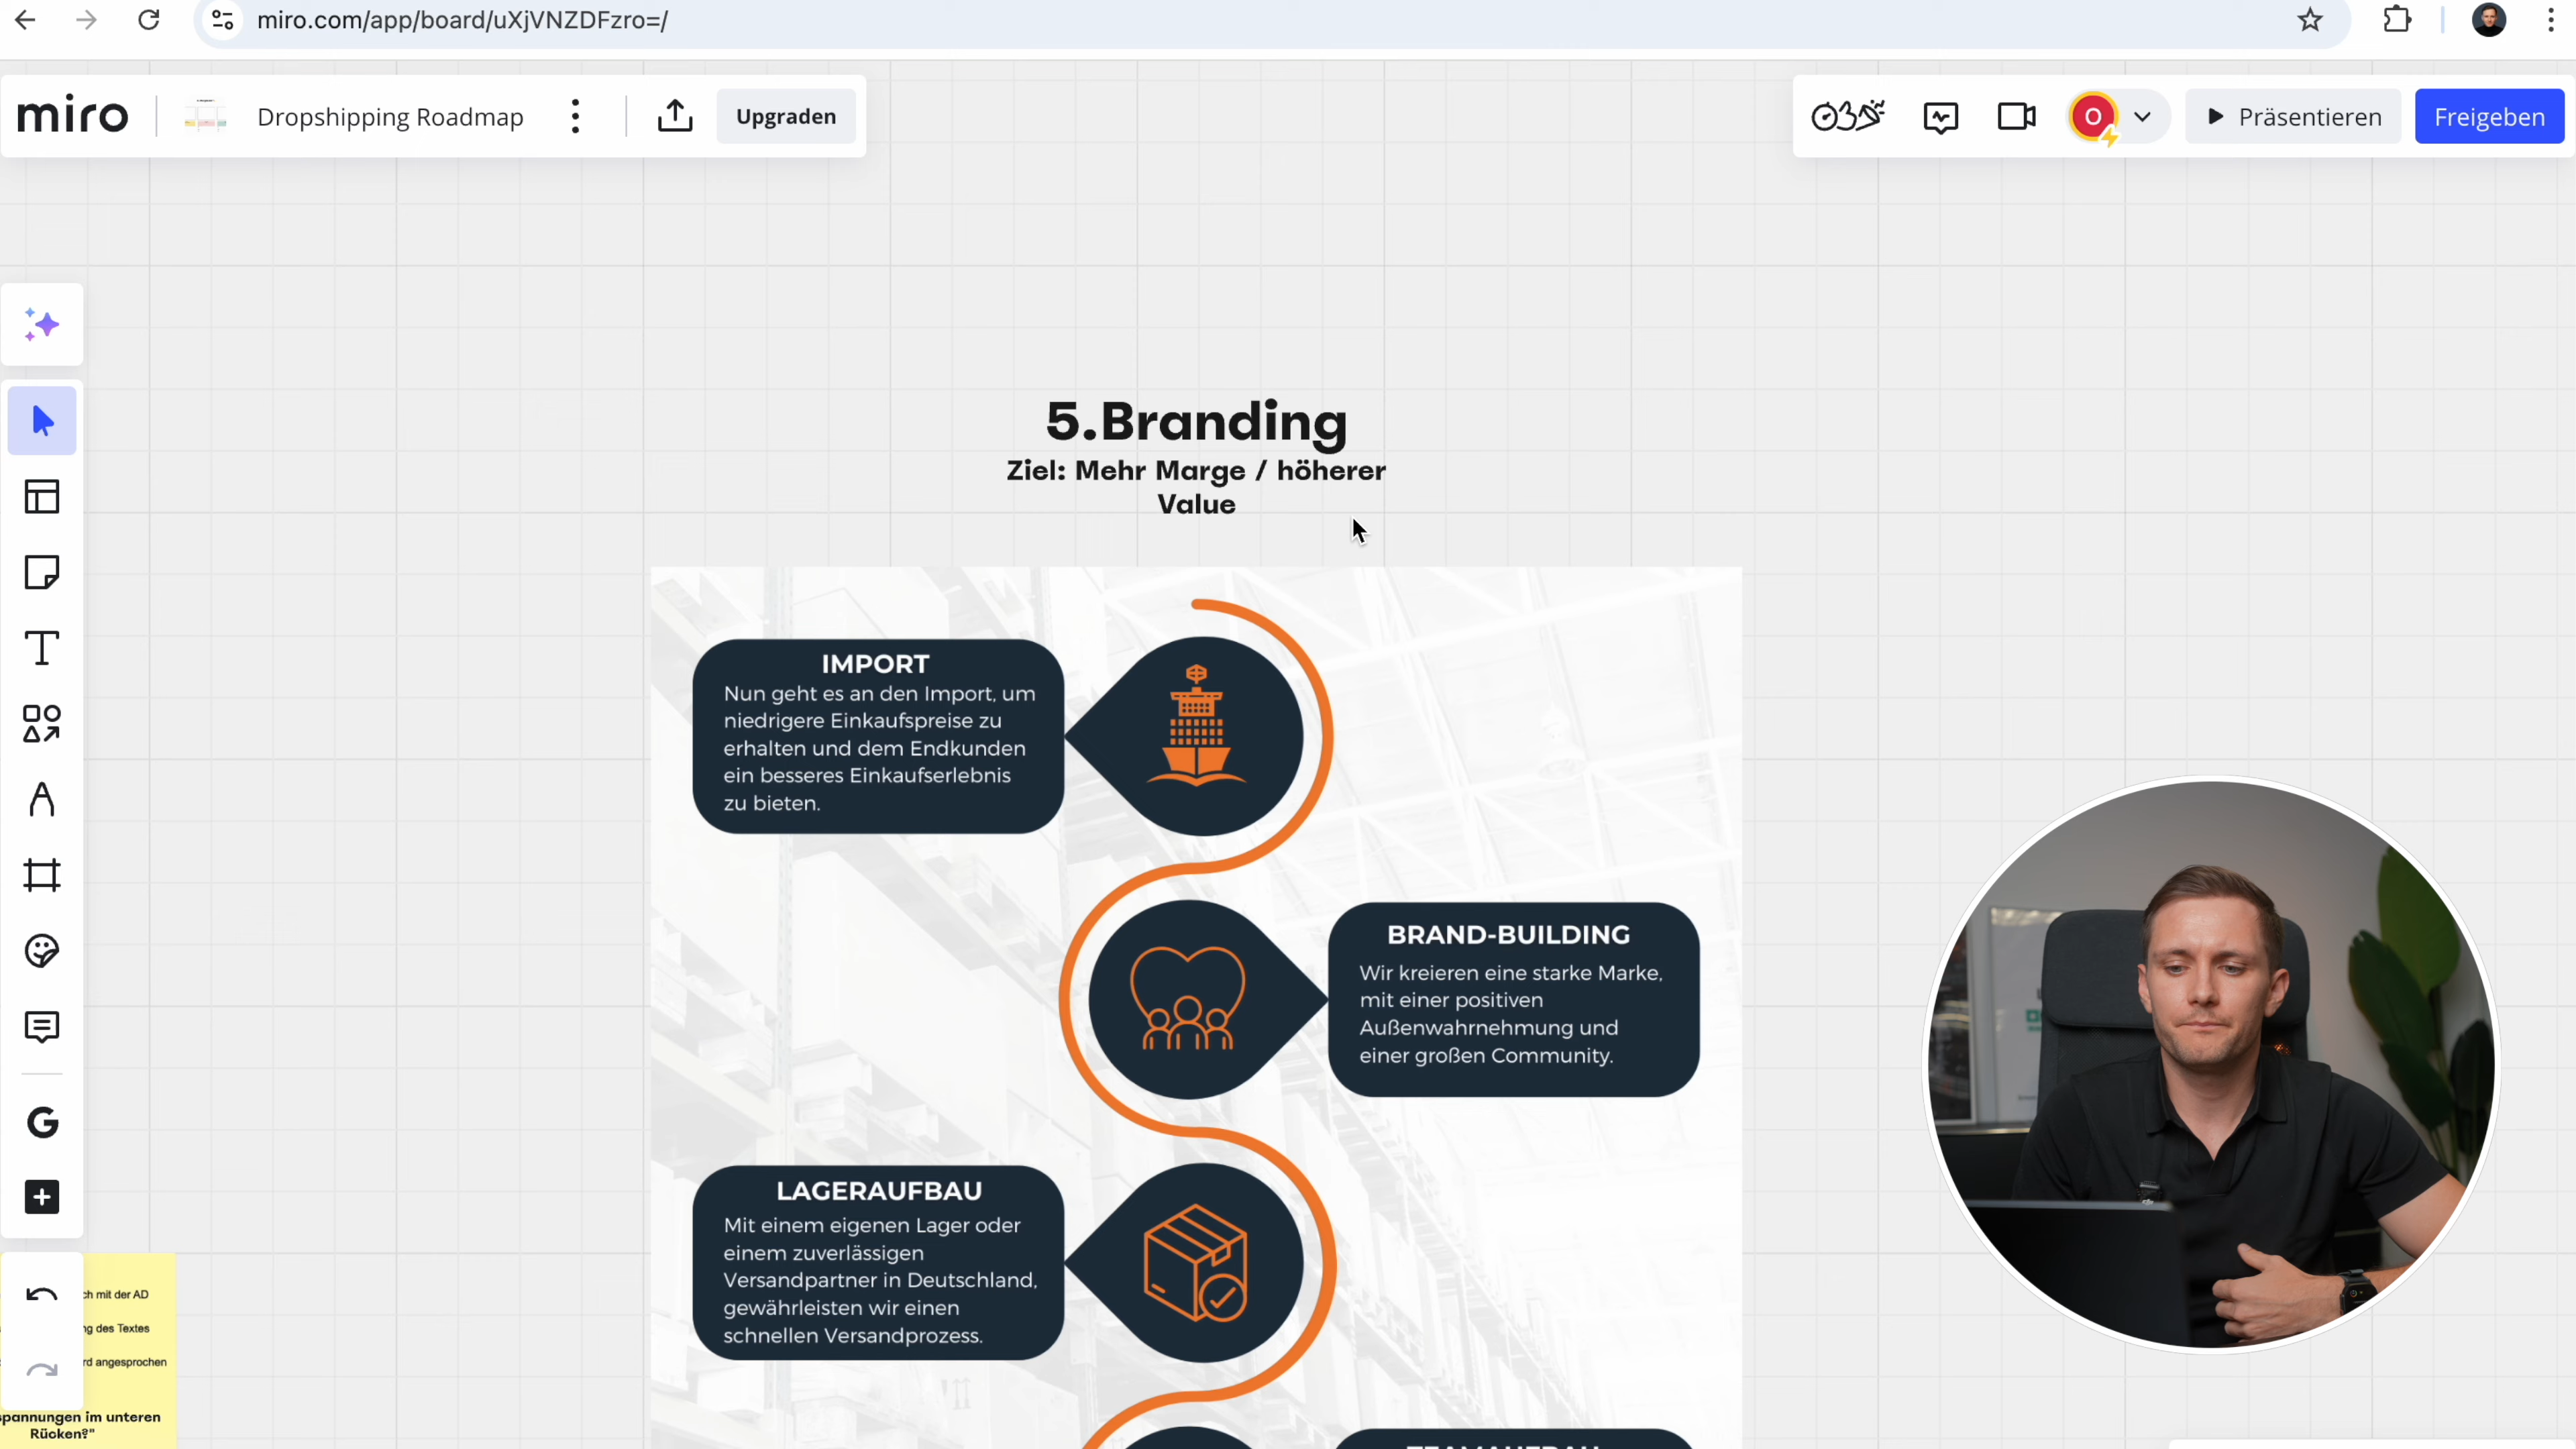 miro.com/app/board/uXjVNZDFzro=/
miro
Dropshipping Roadmap
Upgraden
O
Präsentieren
Freigeben
5.Branding
Ziel: Mehr Marge / höherer
Value
IMPORT
Nun geht es an den Import, um
niedrigere Einkaufspreise zu
erhalten und dem Endkunden
ein besseres Einkaufserlebnis
zu bieten.
BRAND-BUILDING
Wir kreieren eine starke Marke,
mit einer positiven
Außenwahrnehmung und
einer großen Community.
LAGERAUFBAU
Mit einem eigenen Lager oder
einem zuverlässigen
Versandpartner in Deutschland,
gewährleisten wir einen
schnellen Versandprozess.
mit der AD
des Textes
angesprochen
im unteren
Rücken?"